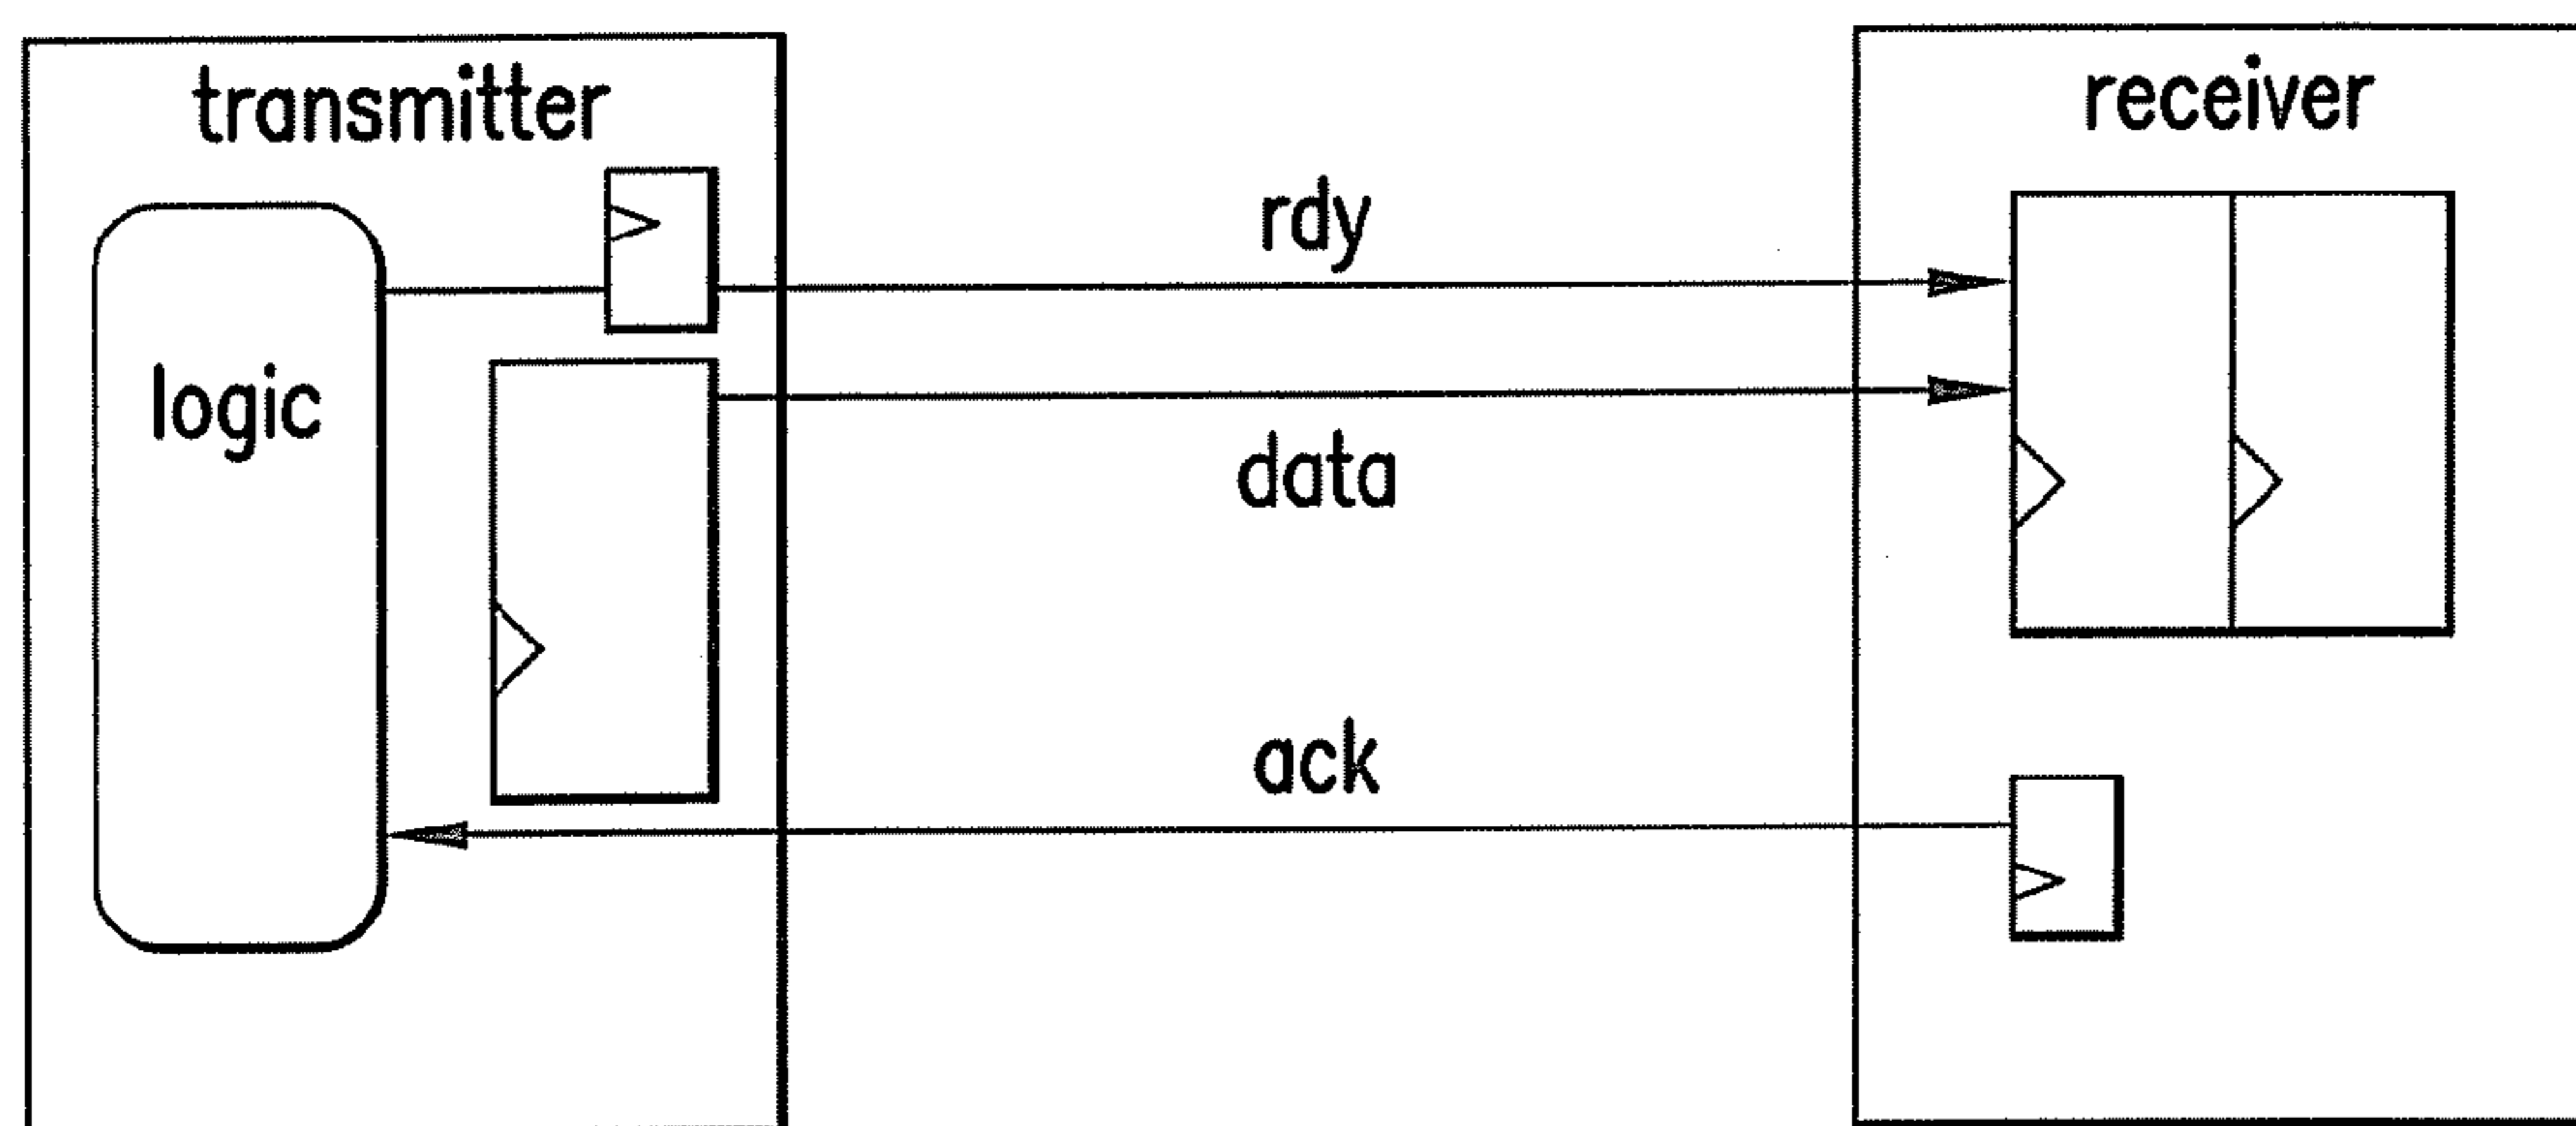 transmitter
receiver
rdy
logic
data
ack